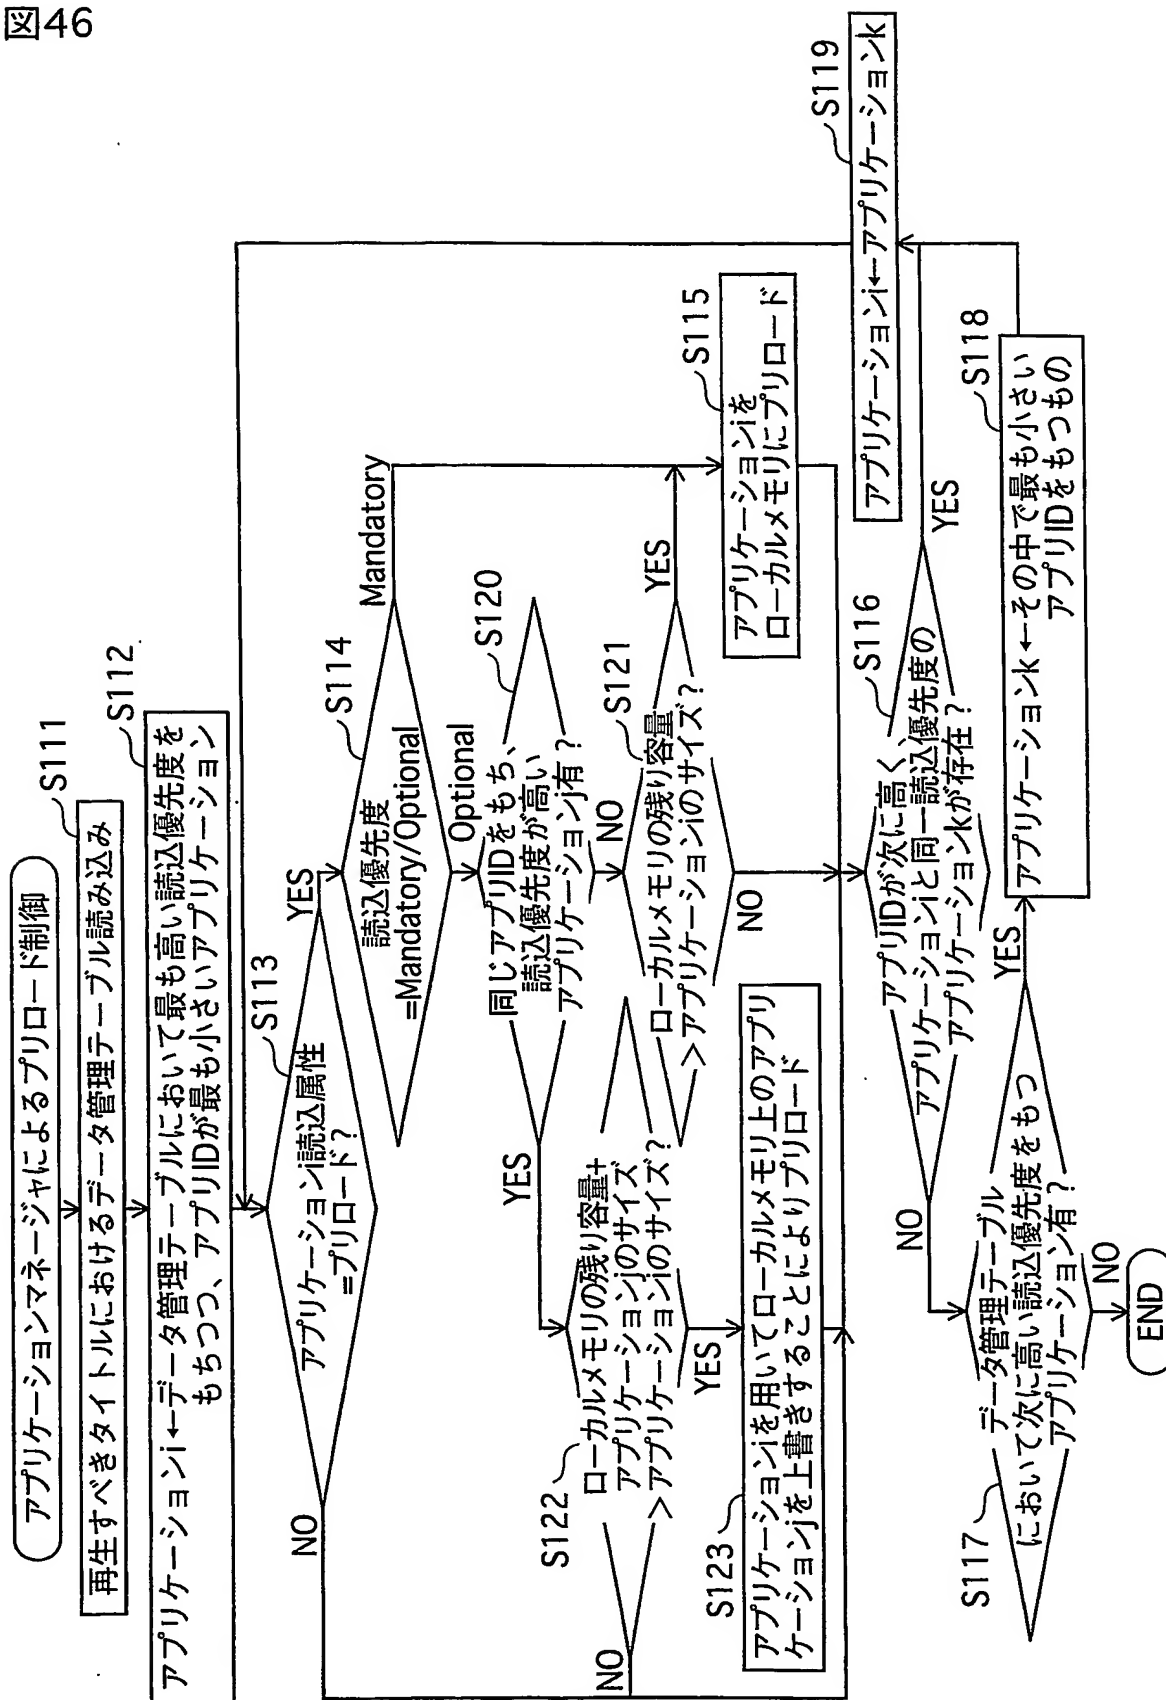 図46
アプリケーションマネージャによるプリロード制御
S111
再生すべきタイトルにおけるデータ管理テーブル読み込み
S112
アプリケーションi←データ管理テーブルにおいて最も高い読込優先度を
もちつつ、アプリIDが最も小さいアプリケーション
S113
アプリケーションi読込属性
=プリロード?
YES
NO
S114
読込優先度
=Mandatory/Optional
Mandatory
Optional
S120
同じアプリIDをもち、
読込優先度が高い
アプリケーションj有?
YES
NO
S121
ローカルメモリの残り容量
>アプリケーションiのサイズ?
YES
NO
S115
アプリケーションiを
ローカルメモリにプリロード
S122
ローカルメモリの残り容量+
アプリケーションjのサイズ
>アプリケーションiのサイズ?
YES
NO
S123
アプリケーションiを用いてローカルメモリ上のアプリ
ケーションjを上書きすることによりプリロード
S116
アプリIDが次に高く、
アプリケーションiと同一読込優先度の
アプリケーションkが存在?
YES
NO
S119
アプリケーションi←アプリケーションk
S117
データ管理テーブル
において次に高い読込優先度をもつ
アプリケーション有?
YES
NO
S118
アプリケーションk←その中で最も小さい
アプリIDをもつもの
END